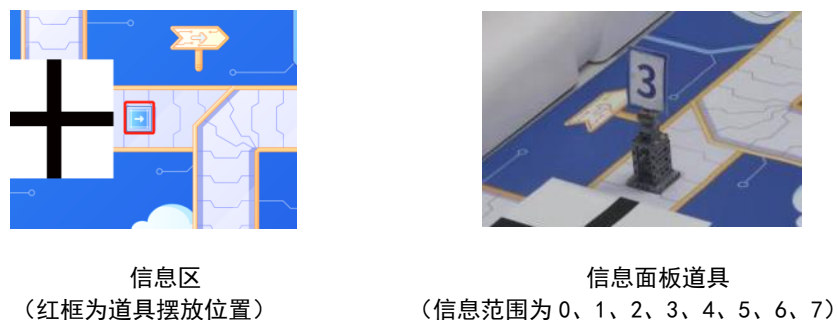 3
信息区
(红框为道具摆放位置)
信息面板道具
(信息范围为 0、1、2、3、4、5、6、7)